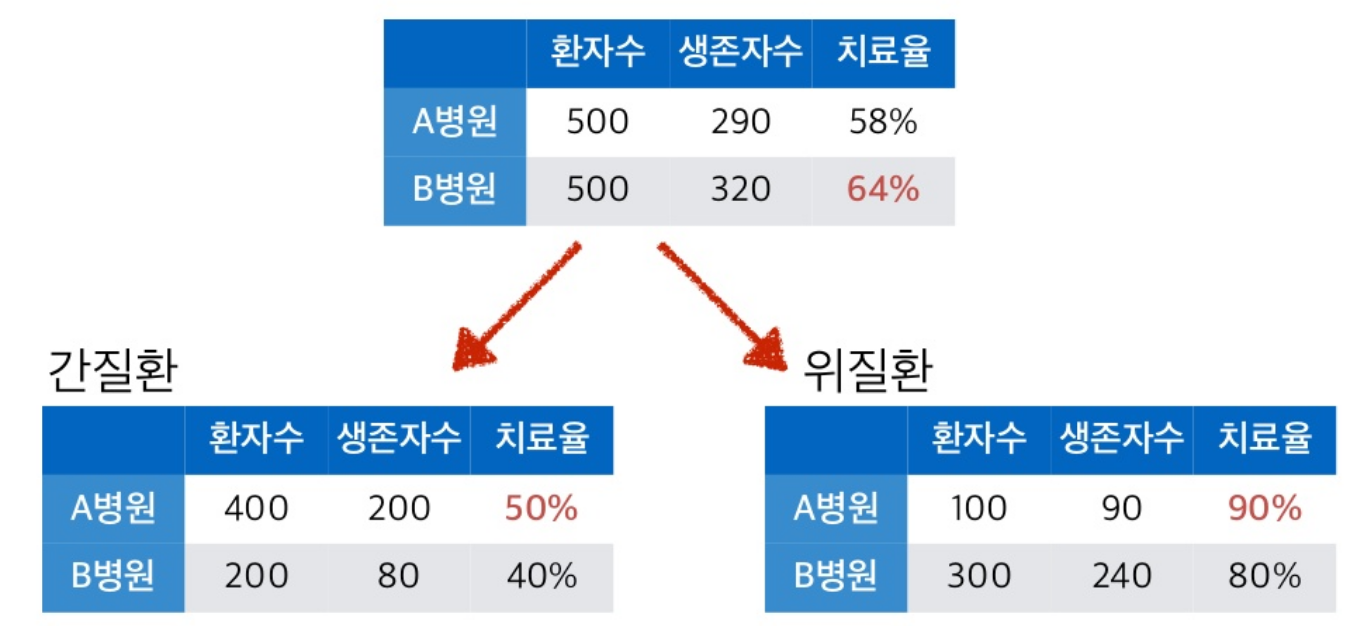 환자수 생존자수 치료율
A병원 500 290 58%
B병원 500 320 64%
간질환
환자수 생존자수 치료율
A병원 400 200 50%
B병원 200 80 40%
위질환
환자수 생존자수 치료율
A병원 100 90 90%
B병원 300 240 80%